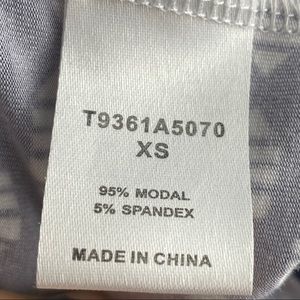 T9361A5070
XS
95% MODAL
5% SPANDEX
MADE IN CHINA